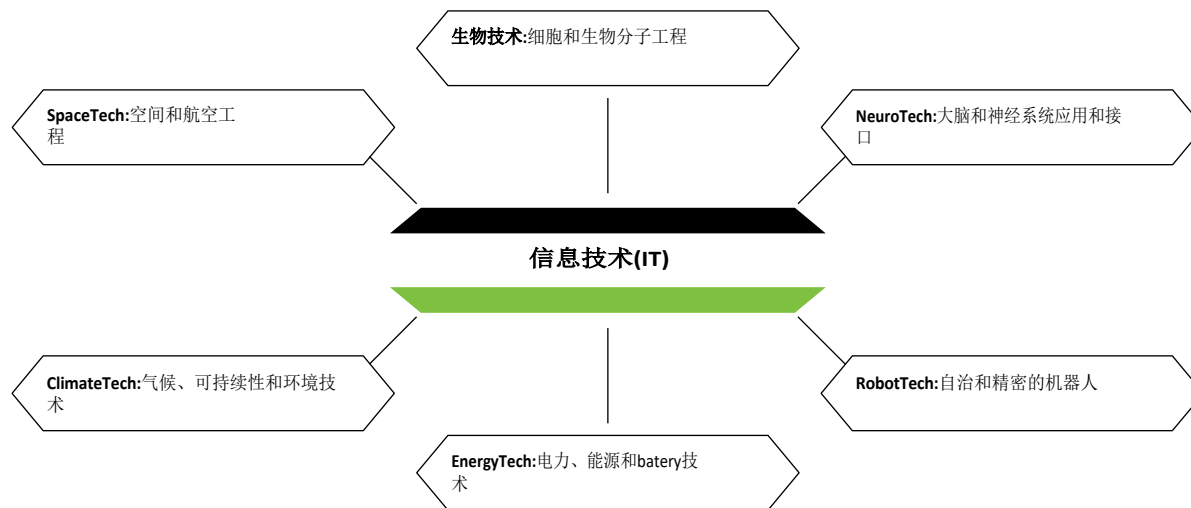 生物技术:细胞和生物分子工程
SpaceTech:空间和航空工
程
NeuroTech:大脑和神经系统应用和接
口
信息技术(IT)
ClimateTech:气候、可持续性和环境技
术
RobotTech:自治和精密的机器人
EnergyTech:电力、能源和batery技
术